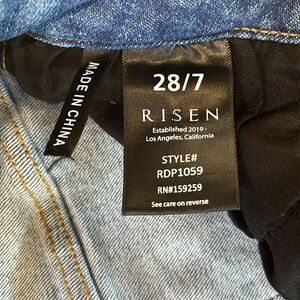 MADE IN CHINA
28/7
RISEN
Established 2019 -
Los Angeles, California
STYLE#
RDP1059
RN#159259
See care on reverse